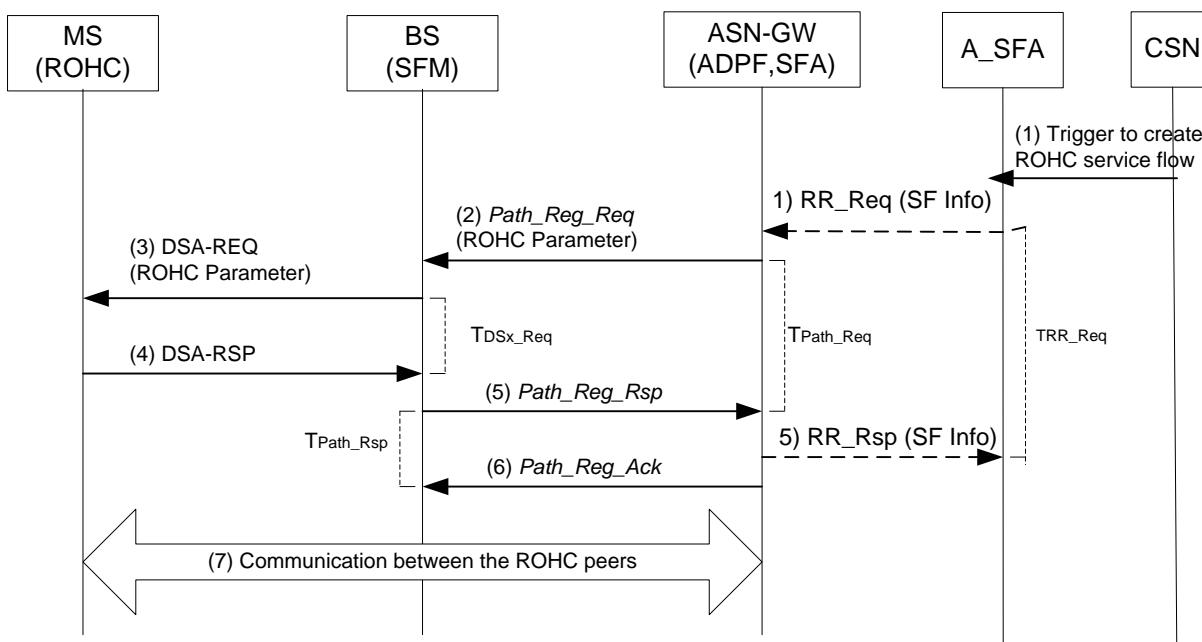 MS
(ROHC)
BS
(SFM)
ASN-GW
(ADPF,SFA)
A_SFA
CSN
(1) Trigger to create
ROHC service flow
1) RR_Req (SF Info)
(2) Path_Reg_Req
(ROHC Parameter)
(3) DSA-REQ
(ROHC Parameter)
TDSx_Req
TPath_Req
TRR_Req
(4) DSA-RSP
(5) Path_Reg_Rsp
TPath_Rsp
5) RR_Rsp (SF Info)
(6) Path_Reg_Ack
(7) Communication between the ROHC peers